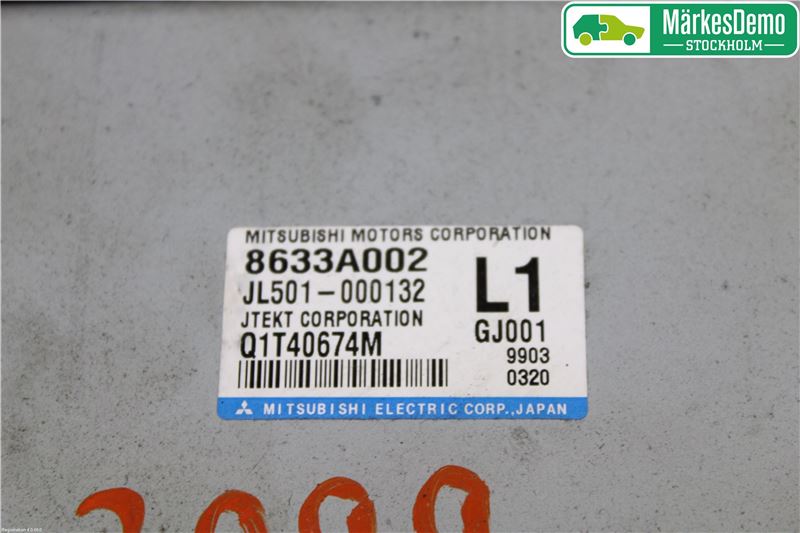 MärkesDemo
STOCKHOLM
MITSUBISHI MOTORS CORPORATION
8633A002
JL501-000132
L1
JTEKT CORPORATION
GJ001
Q1T40674M
9903
0320
MITSUBISHI ELECTRIC CORP.,JAPAN